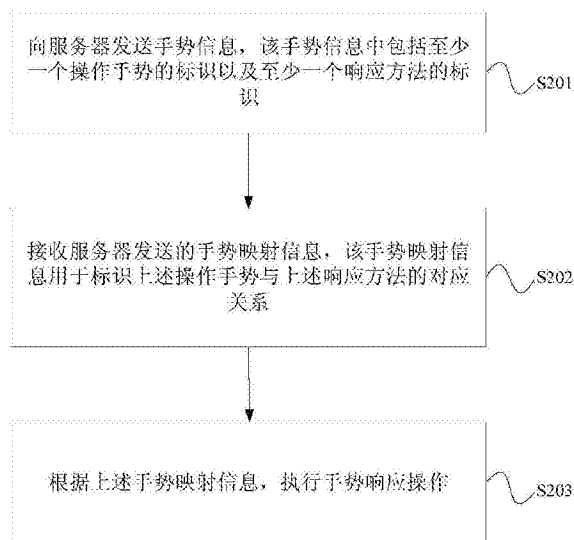 向服务器发送手势信息，该手势信息中包括至少
一个操作手势的标识以及至少一个响应方法的标
识
S201
接收服务器发送的手势映射信息，该手势映射信
息用于标识上述操作手势与上述响应方法的对应
关系
S202
根据上述手势映射信息，执行手势响应操作
S203